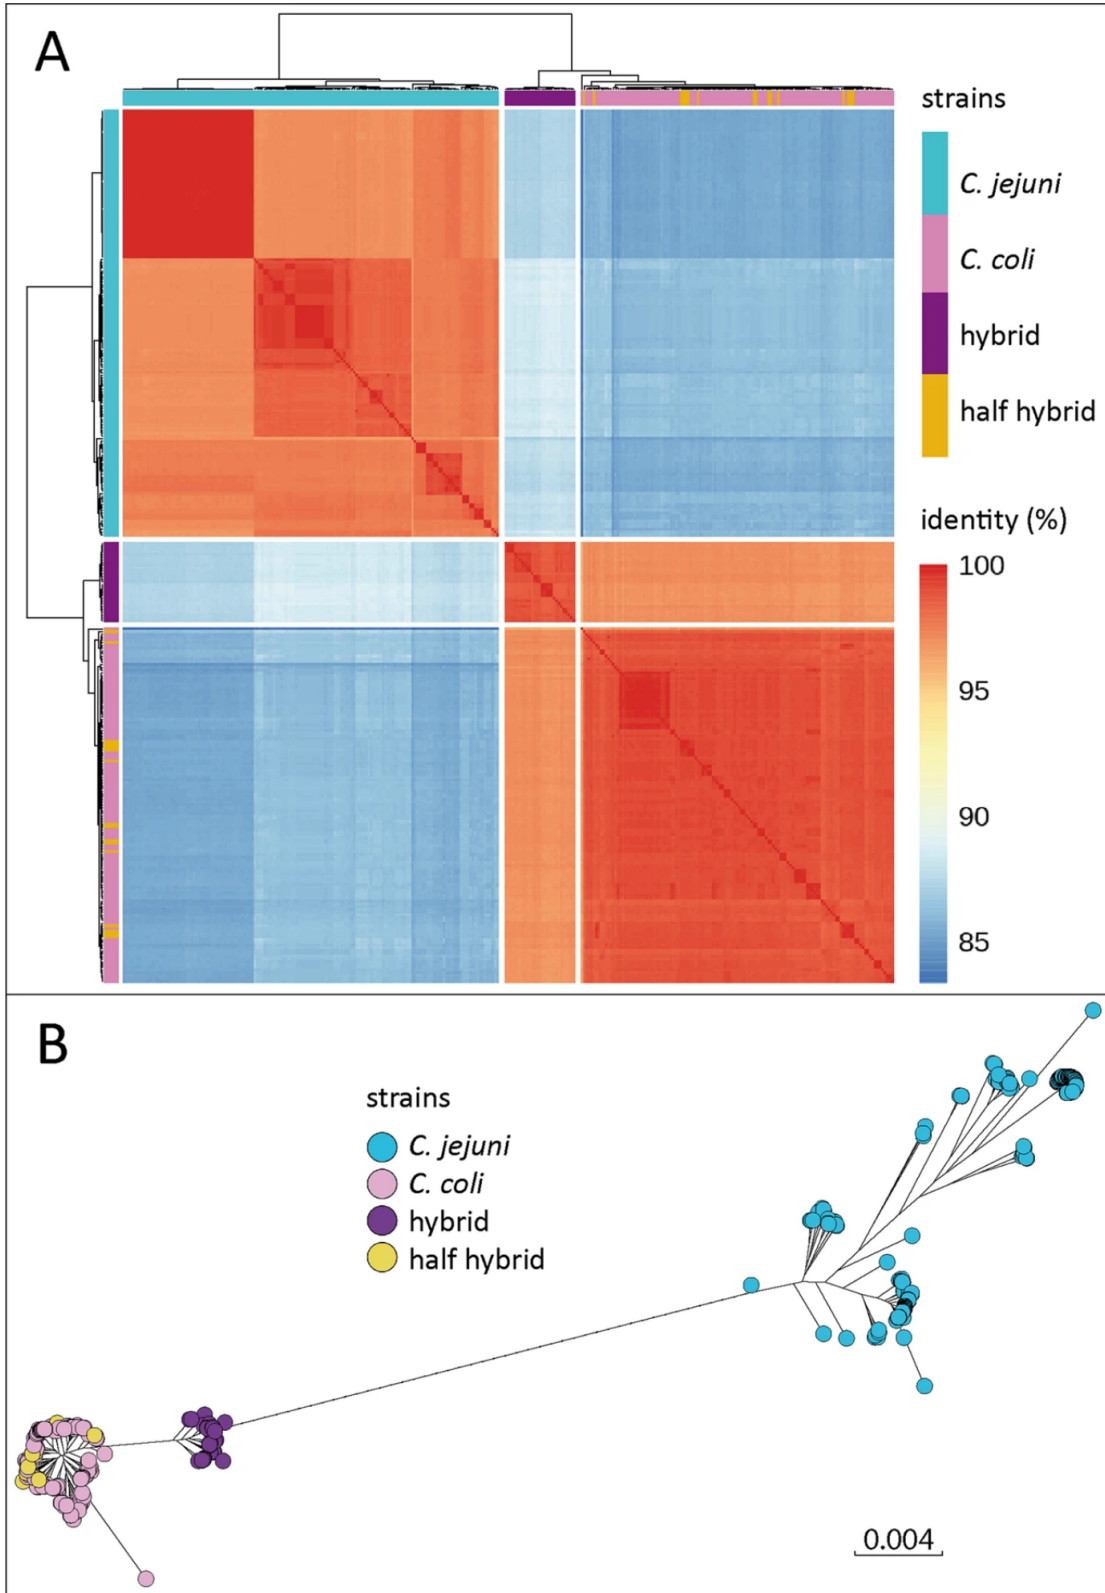 A
strains
C. jejuni
C. coli
hybrid
half hybrid
identity (%)
100
95
90
85
B
strains
C. jejuni
C. coli
hybrid
half hybrid
0.004